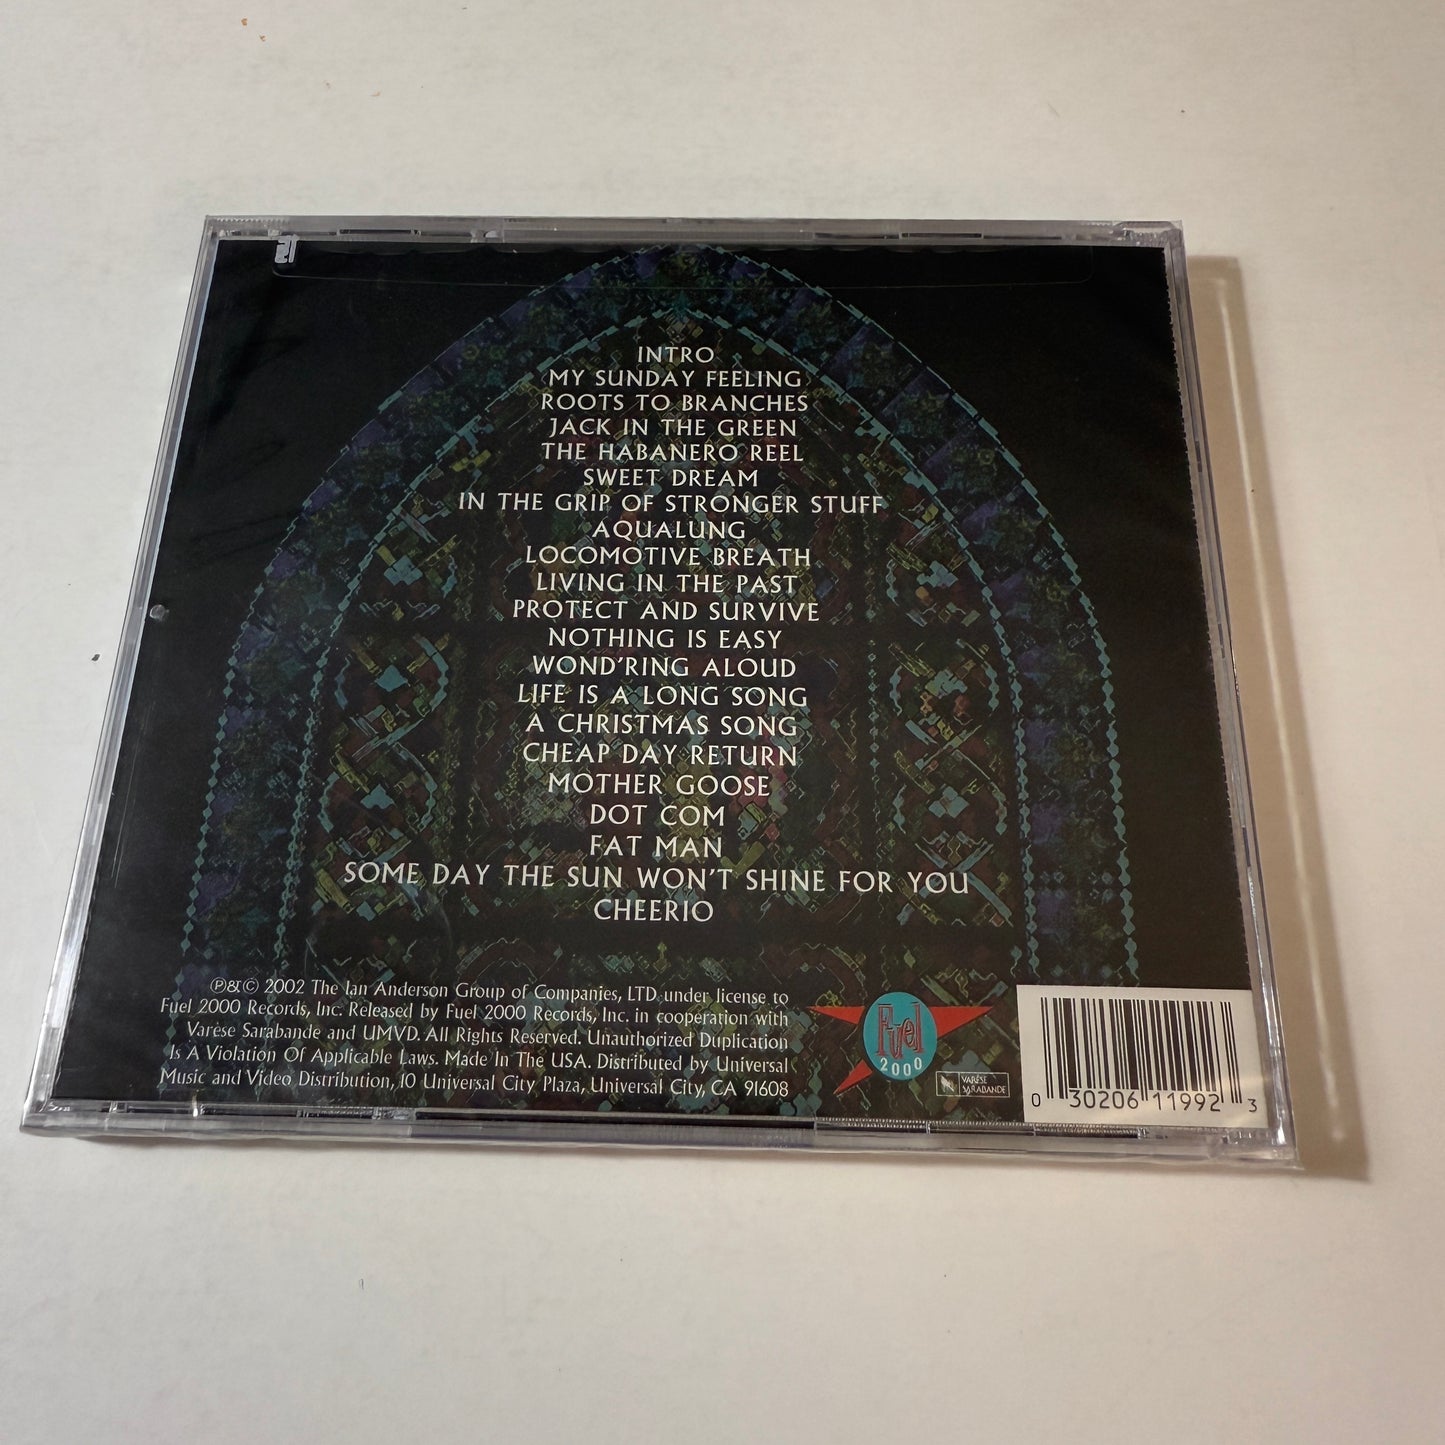 INTRO
MY SUNDAY FEELING
ROOTS TO BRANCHES
JACK IN THE GREEN
THE HABANERO REEL
SWEET DREAM
IN THE GRIP OF STRONGER STUFF
AQUALUNG
LOCOMOTIVE BREATH
LIVING IN THE PAST
PROTECT AND SURVIVE
NOTHING IS EASY
WOND'RING ALOUD
LIFE IS A LONG SONG
A CHRISTMAS SONG
CHEAP DAY RETURN
MOTHER GOOSE
DOT COM
FAT MAN
SOME DAY THE SUN WON'T SHINE FOR YOU
CHEERIO
℗&© 2002 The Ian Anderson Group of Companies, LTD under license to
Fuel 2000 Records, Inc. Released by Fuel 2000 Records, Inc. in cooperation with
Varèse Sarabande and UMVD. All Rights Reserved. Unauthorized Duplication
Is A Violation Of Applicable Laws. Made In The USA. Distributed by Universal
Music and Video Distribution, 10 Universal City Plaza, Universal City, CA 91608
Fuel
2000
VARÈSE
SARABANDE
0 30206 11992 3